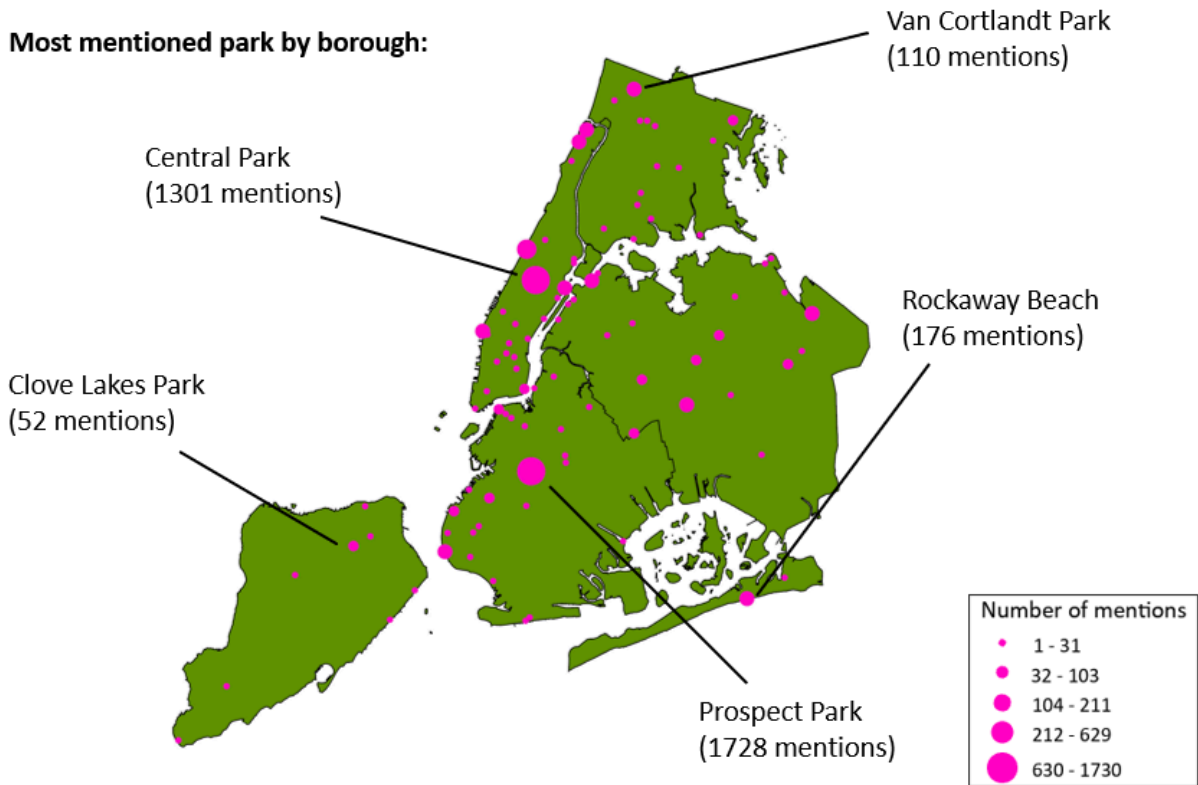 Most mentioned park by borough:
Van Cortlandt Park
(110 mentions)
Central Park
(1301 mentions)
Rockaway Beach
(176 mentions)
Clove Lakes Park
(52 mentions)
Prospect Park
(1728 mentions)
Number of mentions
1 - 31
32 - 103
104 - 211
212 - 629
630 - 1730